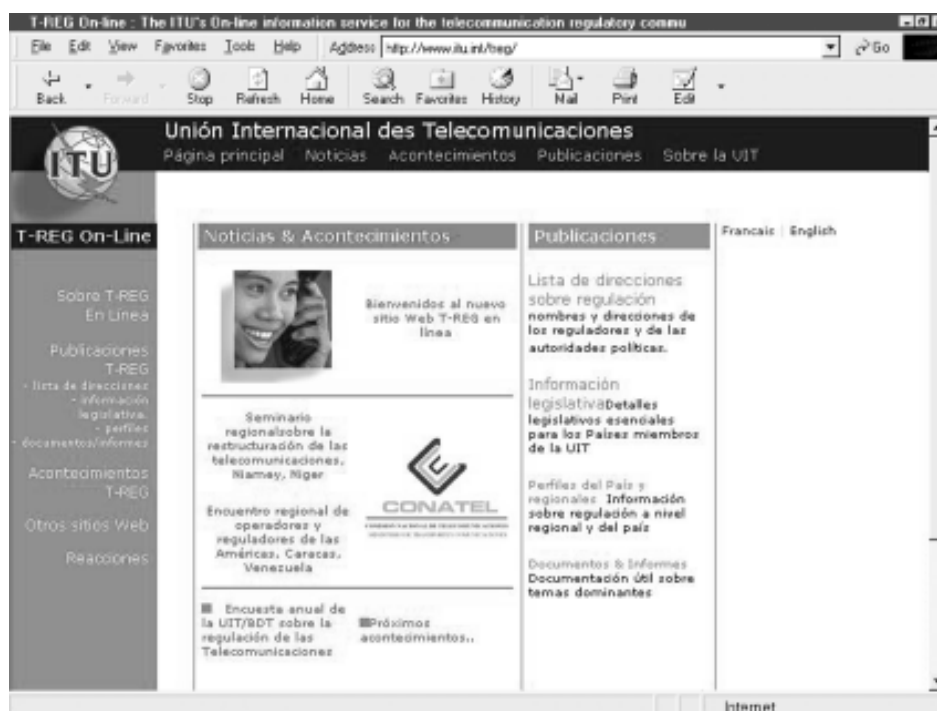 T-REG On-line : The ITU's On-line information service for the telecommunication regulatory commu
File Edit View Favorites Tools Help Address http://www.itu.int/treg/ Go
Back Forward Stop Refresh Home Search Favorites History Mail Print Edit
ITU
Unión Internacional des Telecomunicaciones
Página principal Noticias Acontecimientos Publicaciones Sobre la UIT
T-REG On-Line
Sobre T-REG
En Línea
Publicaciones
T-REG
- lista de direcciones
- información
legislativa.
- perfiles
- documentos/informes
Acontecimientos
T-REG
Otros sitios Web
Reacciones
Noticias & Acontecimientos
Bienvenidos al nuevo
sitio Web T-REG en
línea
Seminario
regionalsobre la
restructuración de las
telecomunicaciones,
Niamey, Niger
Encuentro regional de
operadores y
reguladores de las
Américas, Caracas,
Venezuela
CONATEL
Encuesta anual de
la UIT/BDT sobre la
regulación de las
Telecomunicaciones
Próximos
acontecimientos..
Publicaciones
Lista de direcciones
sobre regulación
nombres y direcciones de
los reguladores y de las
autoridades políticas.
Información
legislativaDetalles
legislativos esenciales
para los Países miembros
de la UIT
Perfiles del País y
regionales Información
sobre regulación a nivel
regional y del país
Documentos & Informes
Documentación útil sobre
temas dominantes
Francais | English
Internet